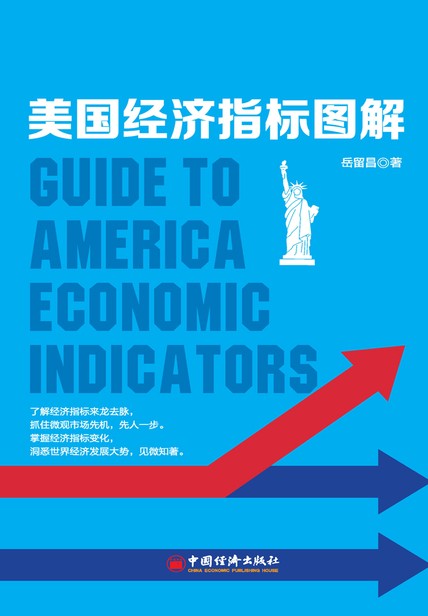 美国经济指标图解
岳留昌◎著
GUIDE TO
AMERICA
ECONOMIC
INDICATORS
了解经济指标来龙去脉，
抓住微观市场先机，先人一步。
掌握经济指标变化，
洞悉世界经济发展大势，见微知著。
中国经济出版社
CHINA ECONOMIC PUBLISHING HOUSE